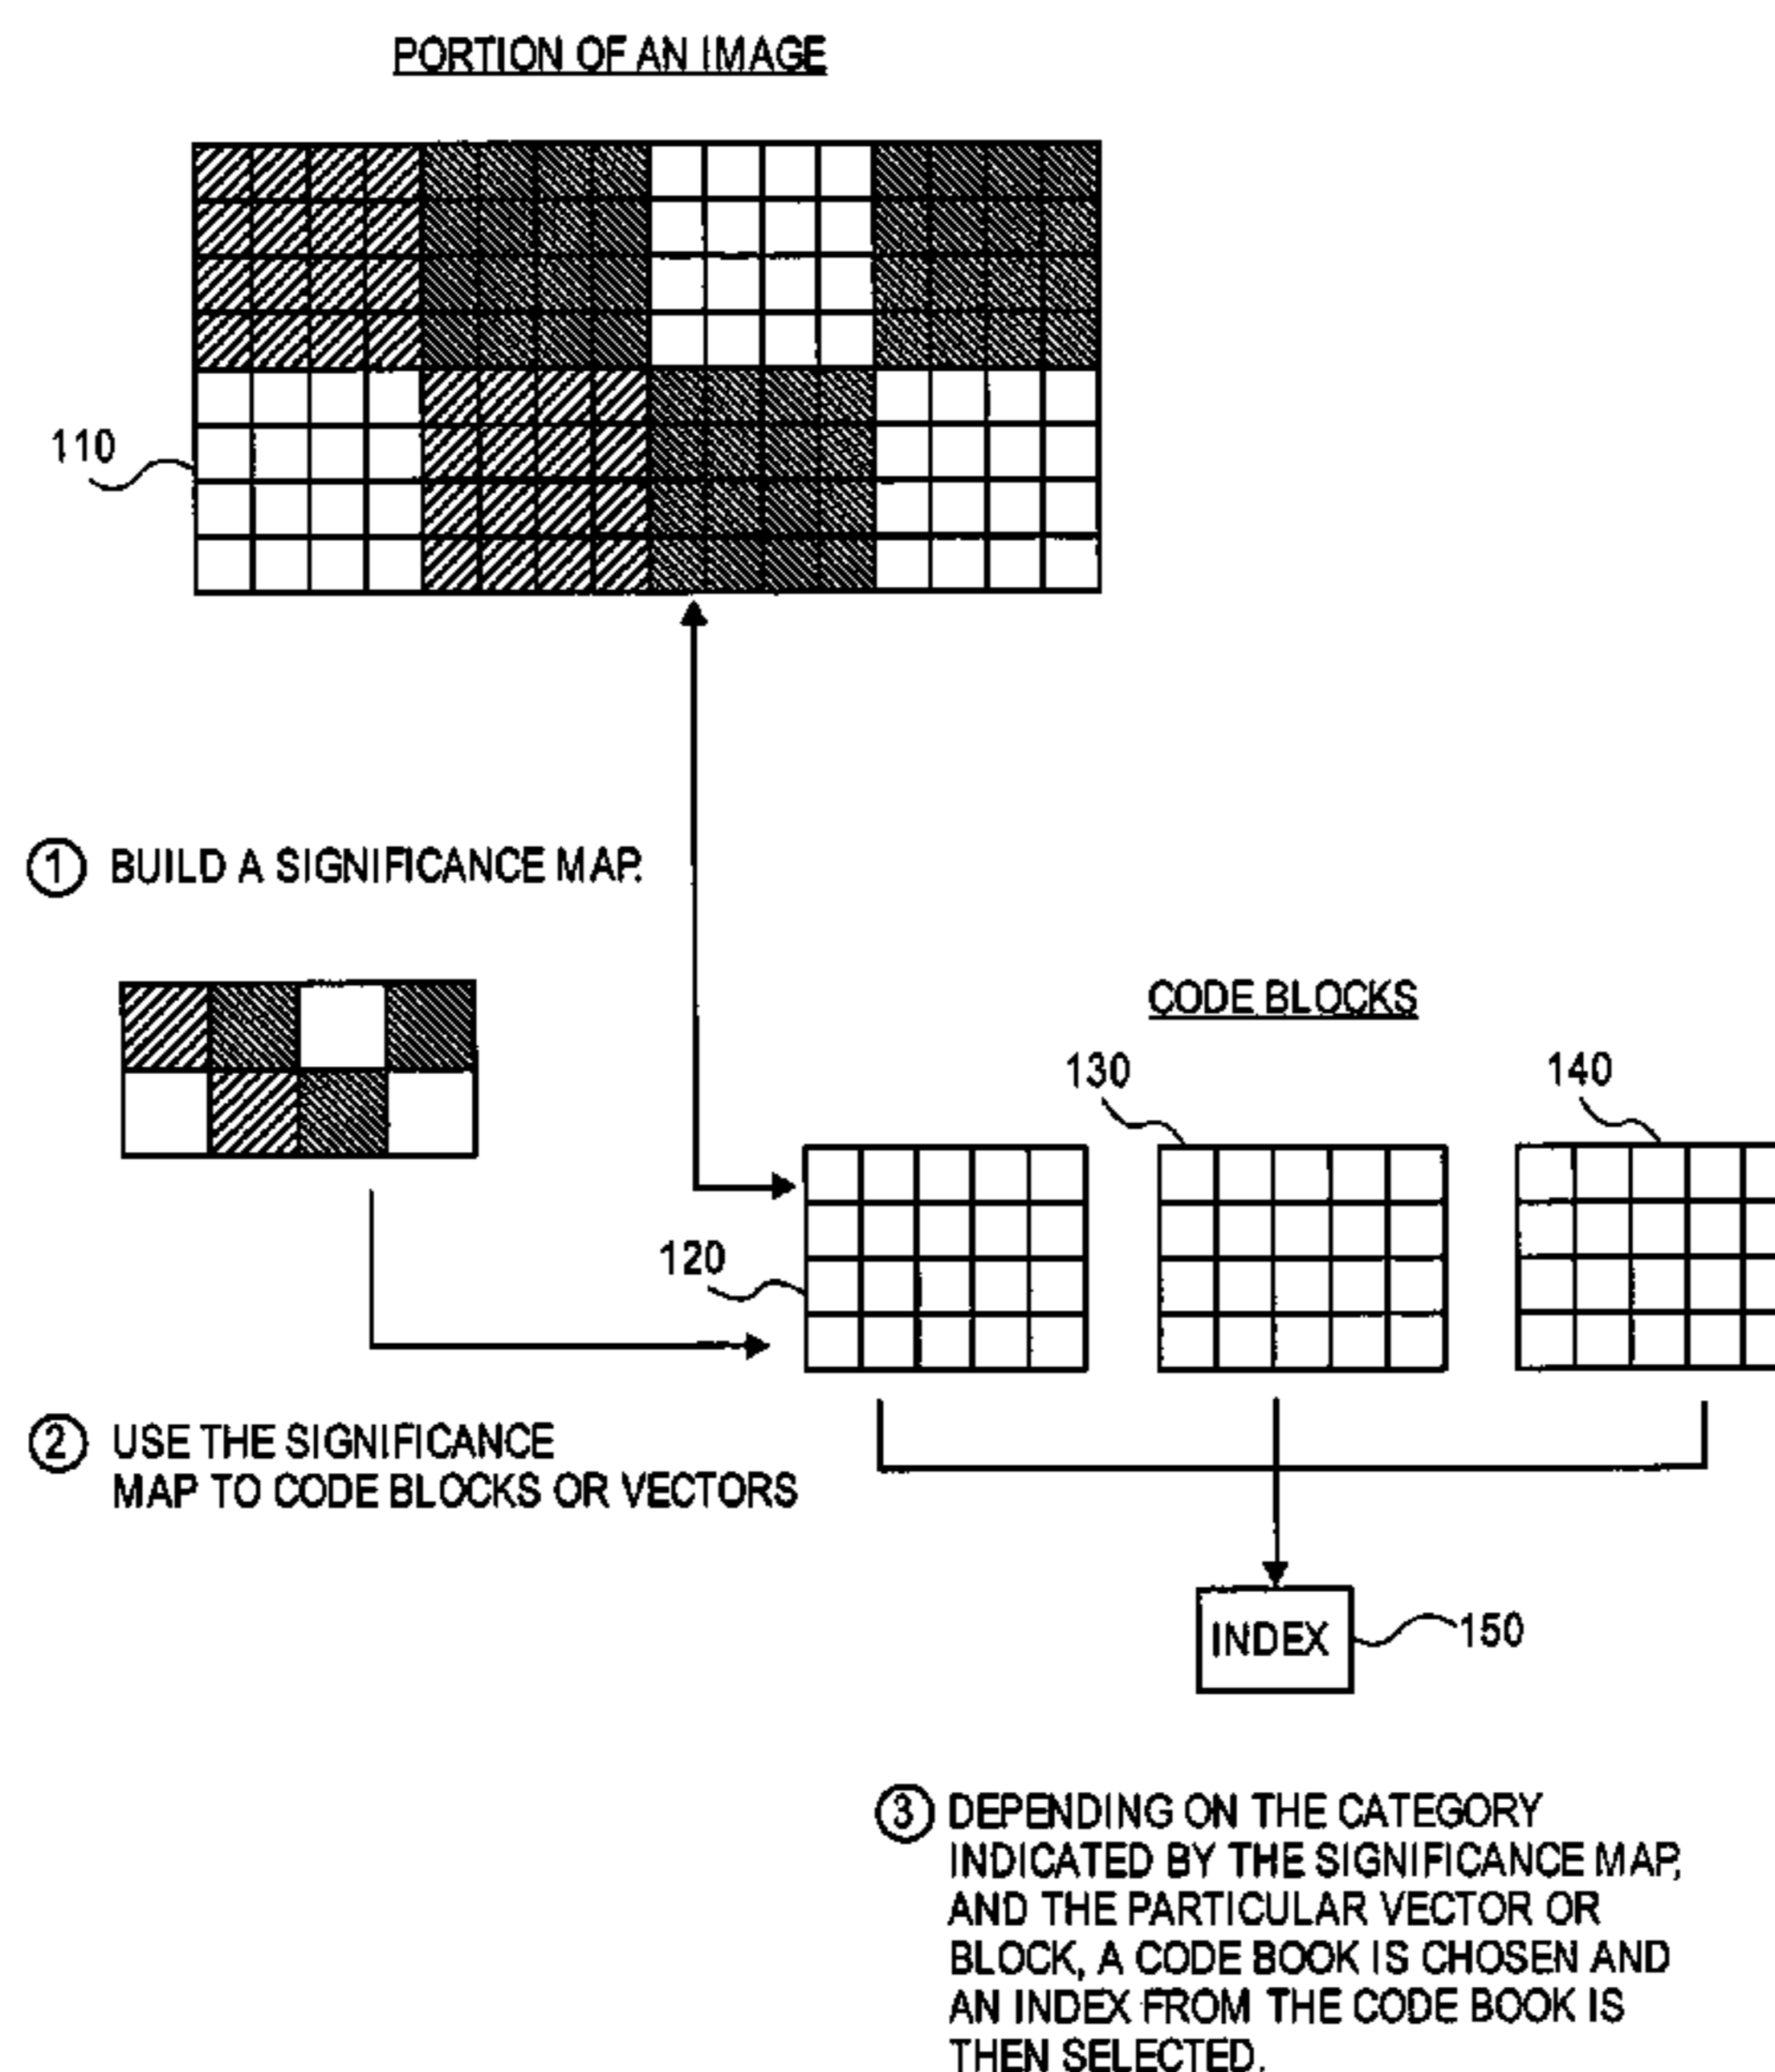 PORTION OF AN IMAGE
110
① BUILD A SIGNIFICANCE MAP.
CODE BLOCKS
130
140
120
② USE THE SIGNIFICANCE
MAP TO CODE BLOCKS OR VECTORS
INDEX
150
③ DEPENDING ON THE CATEGORY
INDICATED BY THE SIGNIFICANCE MAP,
AND THE PARTICULAR VECTOR OR
BLOCK, A CODE BOOK IS CHOSEN AND
AN INDEX FROM THE CODE BOOK IS
THEN SELECTED.